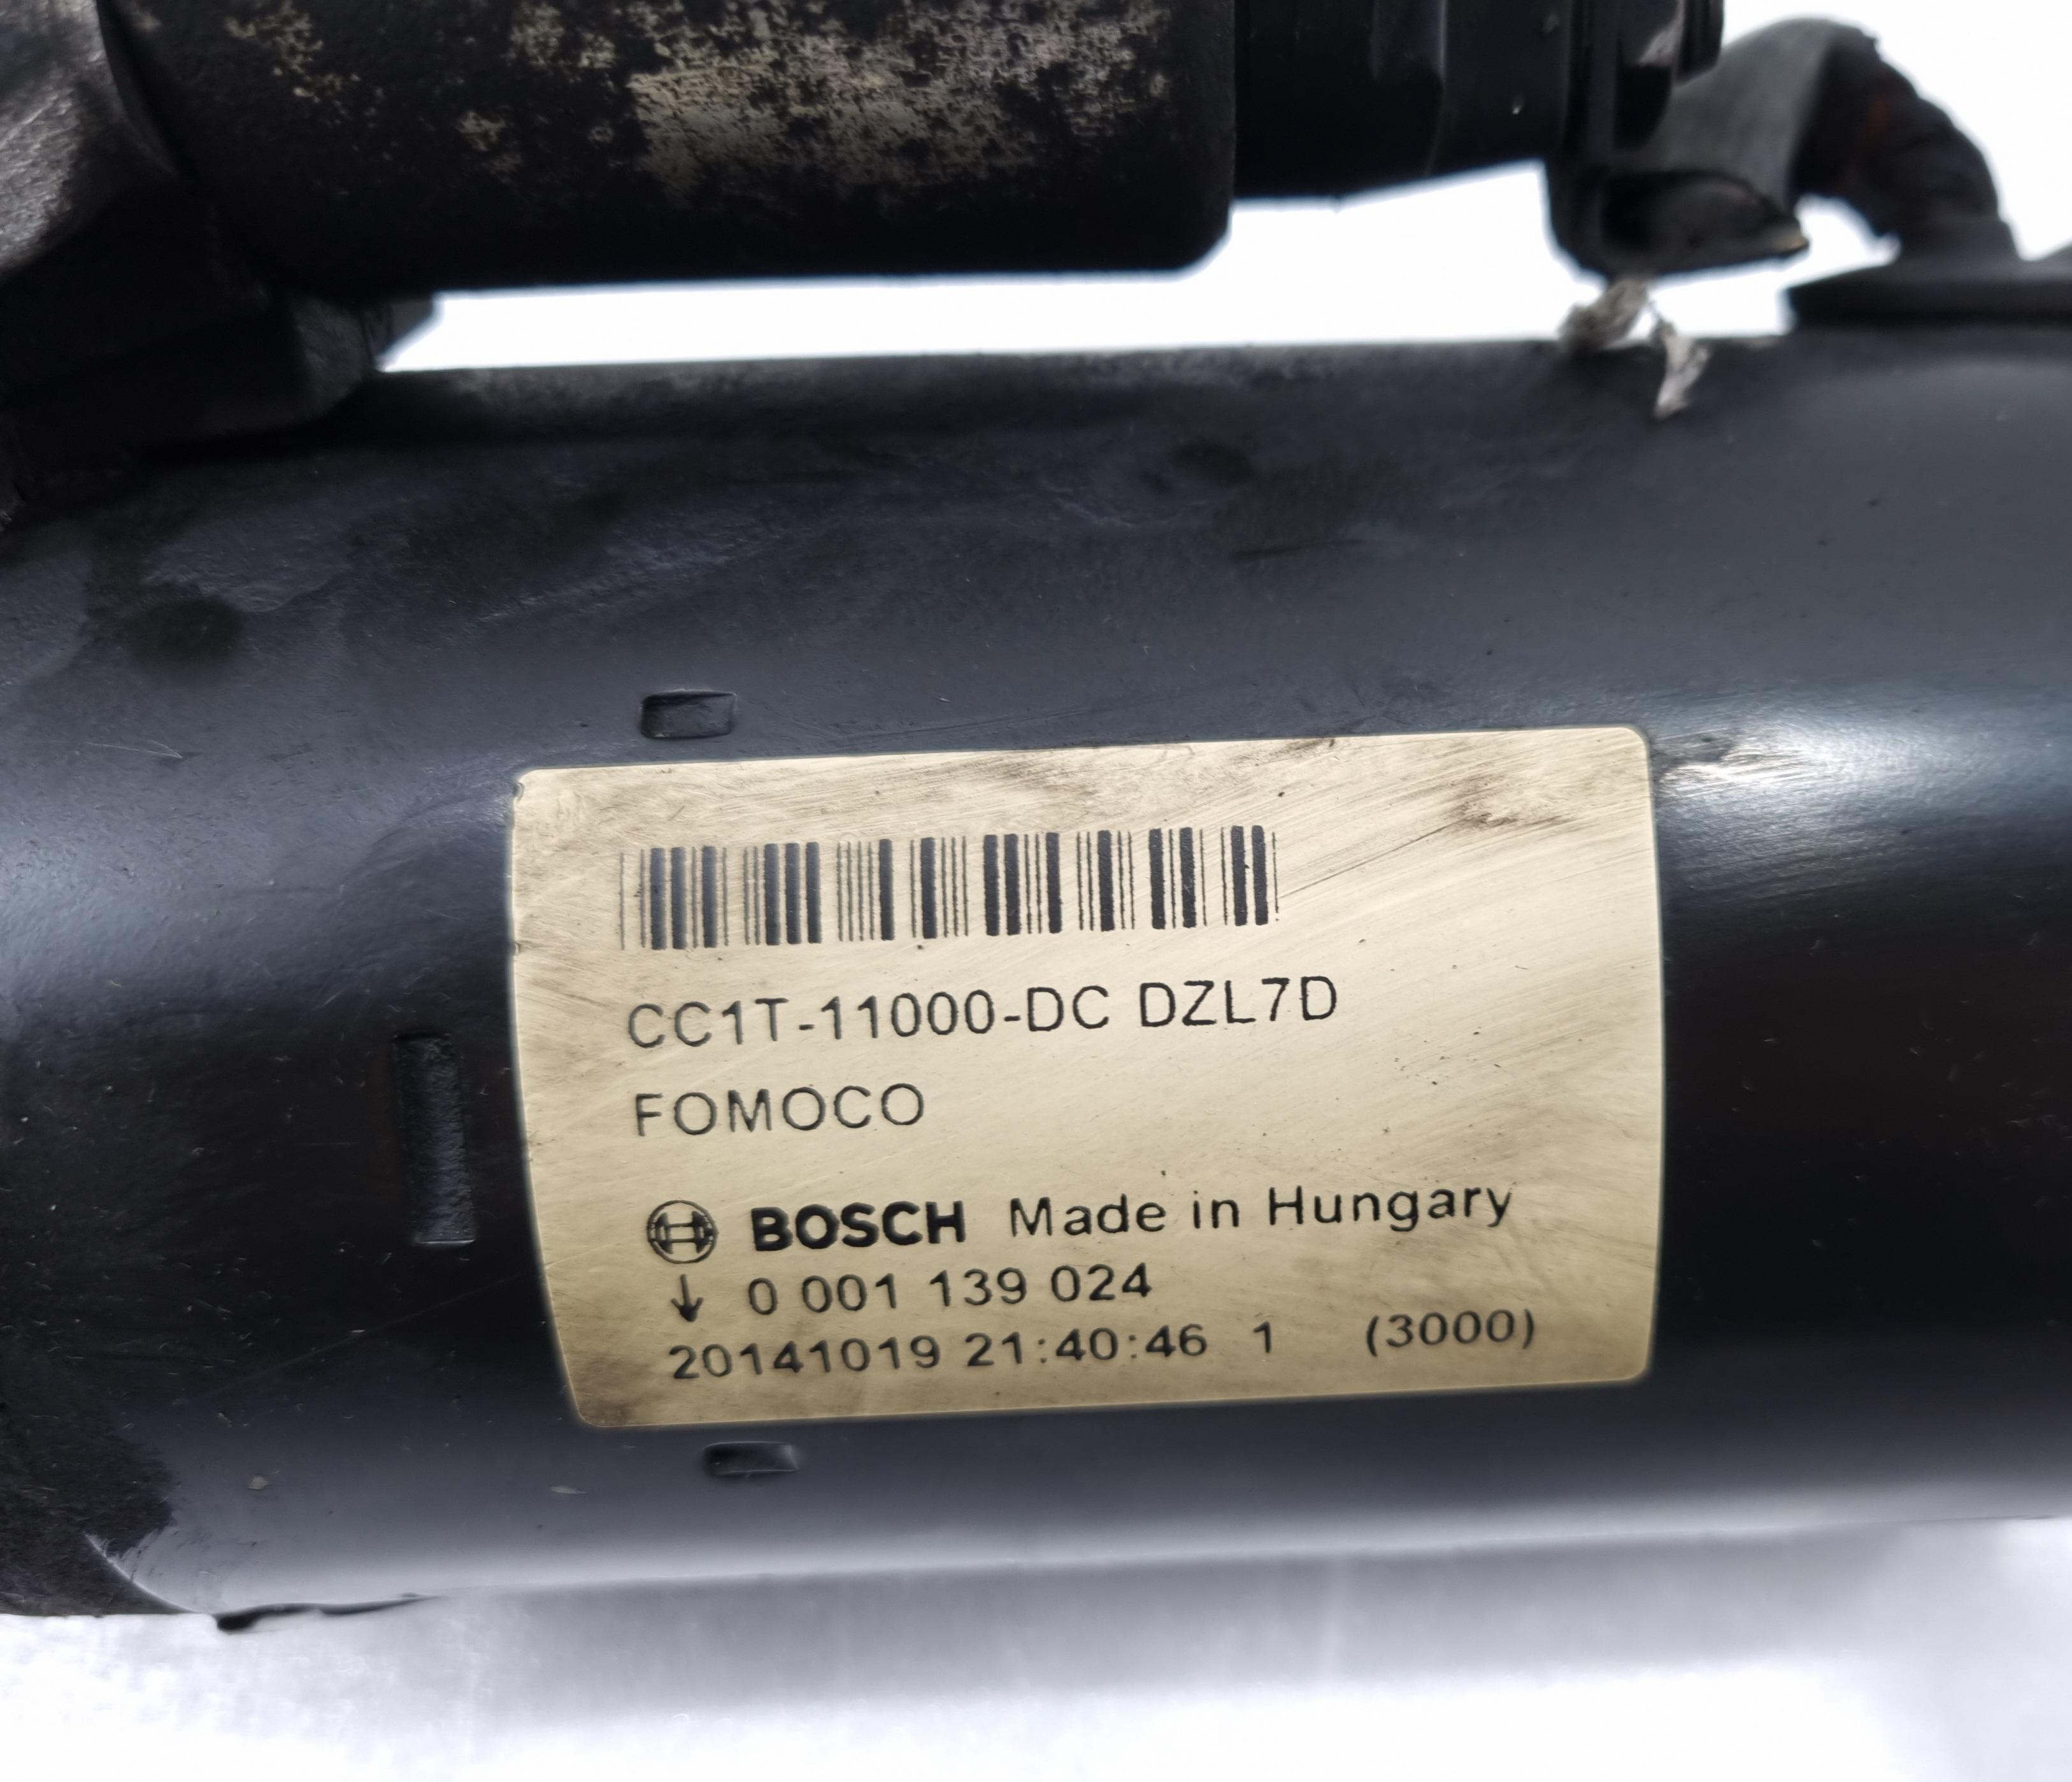 CC1T-11000-DC DZL7D
FOMOCO
BOSCH Made in Hungary
↓ 0 001 139 024
20141019 21:40:46 1 (3000)